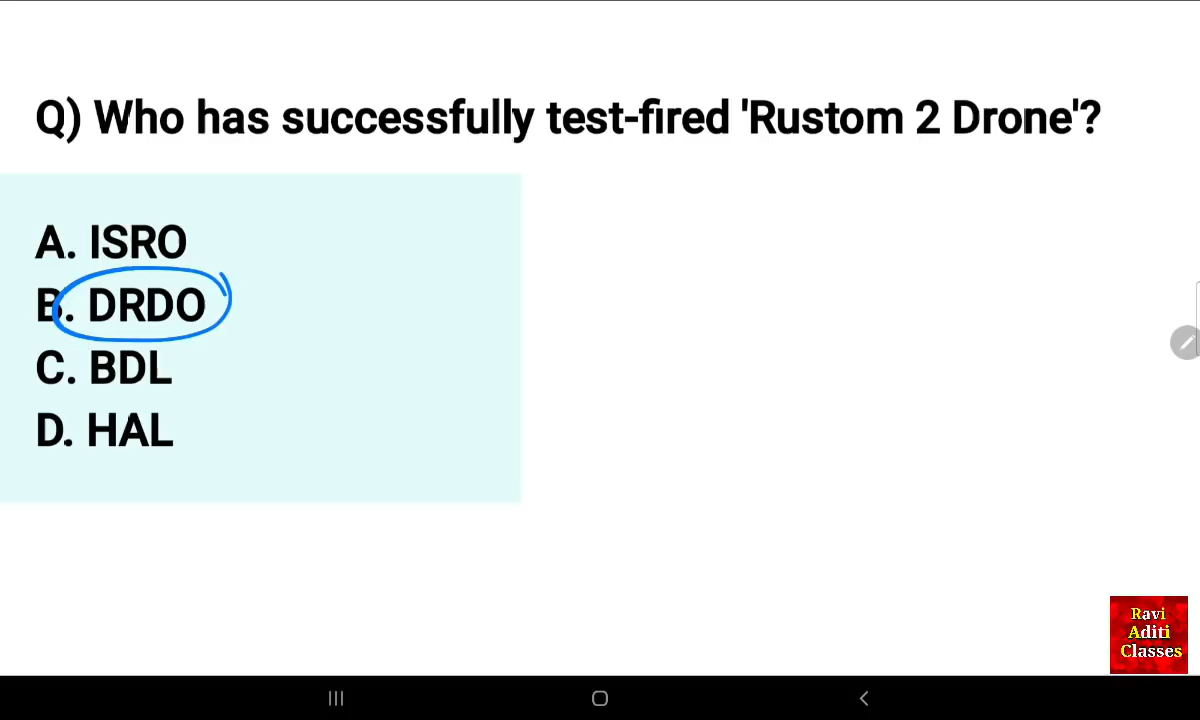 Q) Who has successfully test-fired 'Rustom 2 Drone'?
A. ISRO
B. DRDO
C. BDL
D. HAL
Ravi
Aditi
Classes